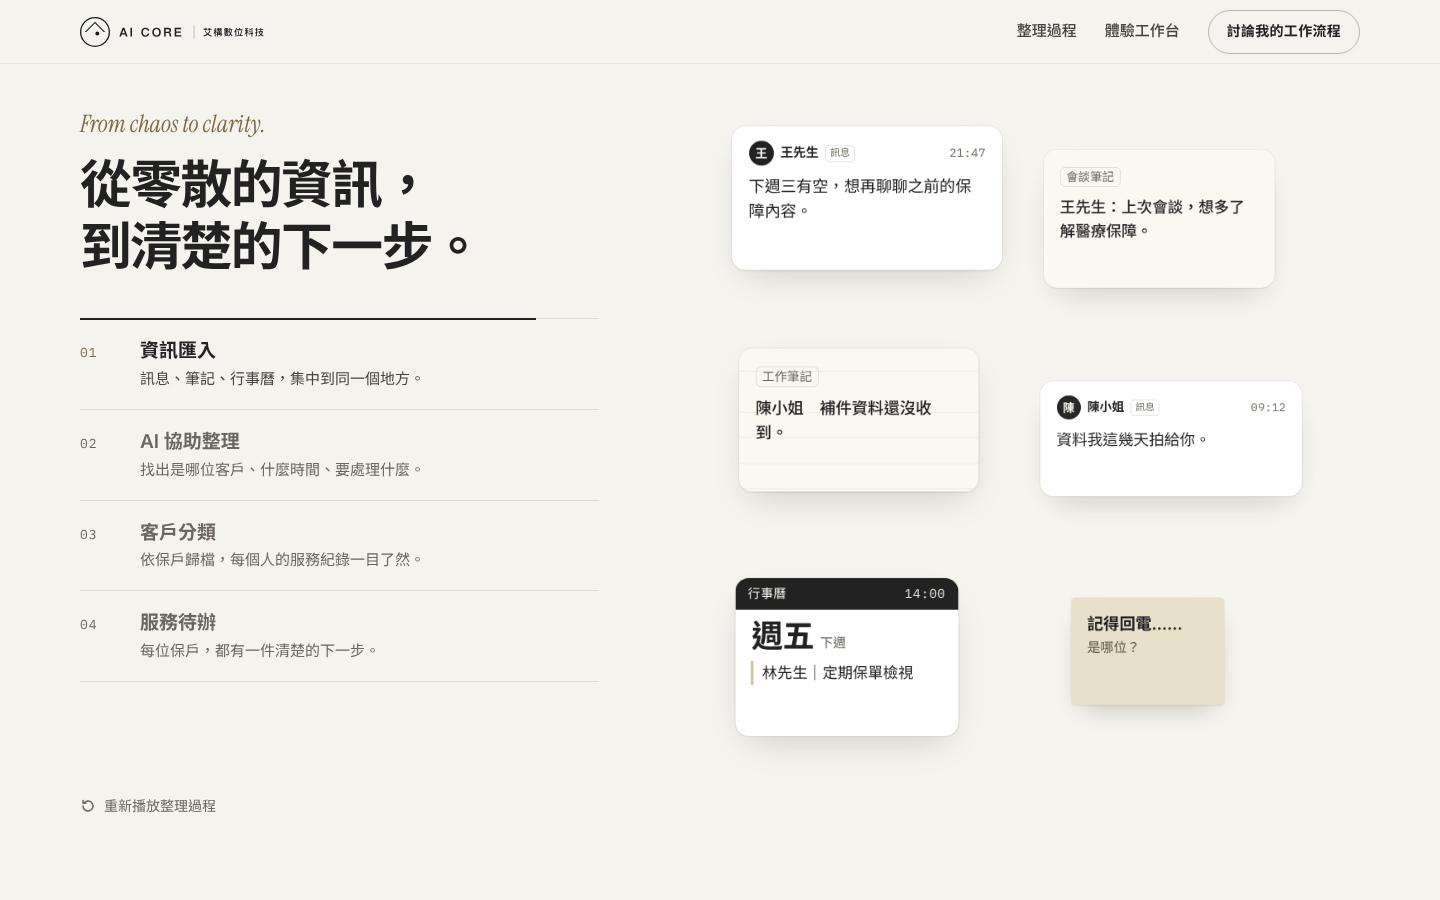 AI CORE | 艾構數位科技
整理過程
體驗工作台
討論我的工作流程
From chaos to clarity.
從零散的資訊，
到清楚的下一步。
01 資訊匯入
訊息、筆記、行事曆，集中到同一個地方。
02 AI 協助整理
找出是哪位客戶、什麼時間、要處理什麼。
03 客戶分類
依保戶歸檔，每個人的服務紀錄一目了然。
04 服務待辦
每位保戶，都有一件清楚的下一步。
重新播放整理過程
王 王先生 訊息 21:47
下週三有空，想再聊聊之前的保
障內容。
會談筆記
王先生：上次會談，想多了
解醫療保障。
工作筆記
陳小姐　補件資料還沒收
到。
陳 陳小姐 訊息 09:12
資料我這幾天拍給你。
行事曆 14:00
週五 下週
林先生｜定期保單檢視
記得回電……
是哪位？